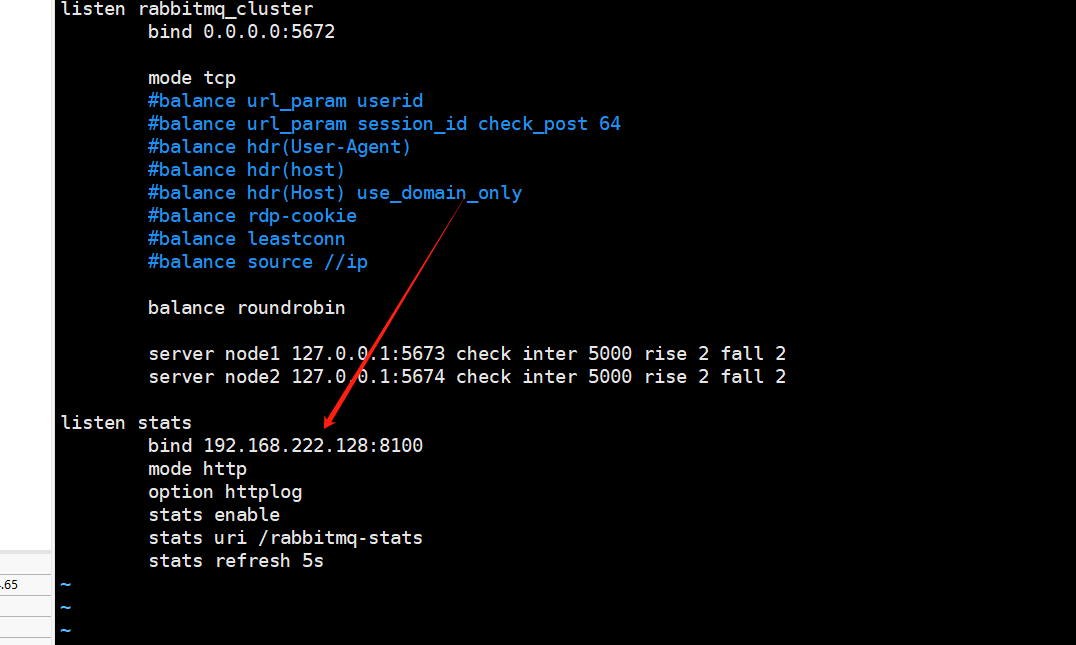 listen rabbitmq_cluster
bind 0.0.0.0:5672
mode tcp
#balance url_param userid
#balance url_param session_id check_post 64
#balance hdr(User-Agent)
#balance hdr(host)
#balance hdr(Host) use_domain_only
#balance rdp-cookie
#balance leastconn
#balance source //ip
balance roundrobin
server node1 127.0.0.1:5673 check inter 5000 rise 2 fall 2
server node2 127.0.0.1:5674 check inter 5000 rise 2 fall 2
listen stats
bind 192.168.222.128:8100
mode http
option httplog
stats enable
stats uri /rabbitmq-stats
stats refresh 5s
~
.65
~
~